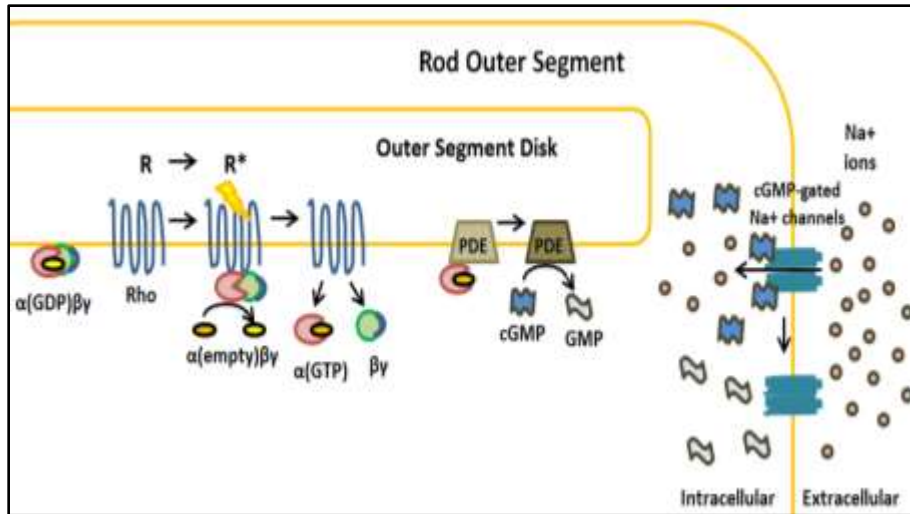 Rod Outer Segment
Outer Segment Disk
Na+
ions
R
R*
cGMP-gated
Na+ channels
PDE
PDE
α(GDP)βγ
Rho
cGMP
GMP
α(empty)βγ
α(GTP)
βγ
Intracellular
Extracellular